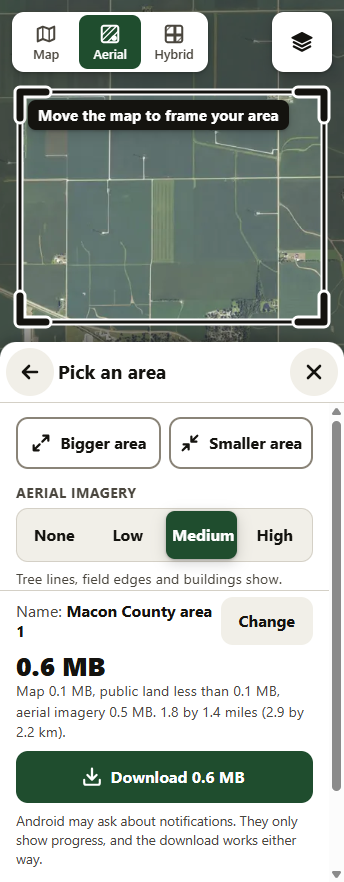 Map
Aerial
Hybrid
Move the map to frame your area
Pick an area
Bigger area
Smaller area
AERIAL IMAGERY
None
Low
Medium
High
Tree lines, field edges and buildings show.
Name: Macon County area
1
Change
0.6 MB
Map 0.1 MB, public land less than 0.1 MB,
aerial imagery 0.5 MB. 1.8 by 1.4 miles (2.9 by
2.2 km).
Download 0.6 MB
Android may ask about notifications. They only
show progress, and the download works either
way.